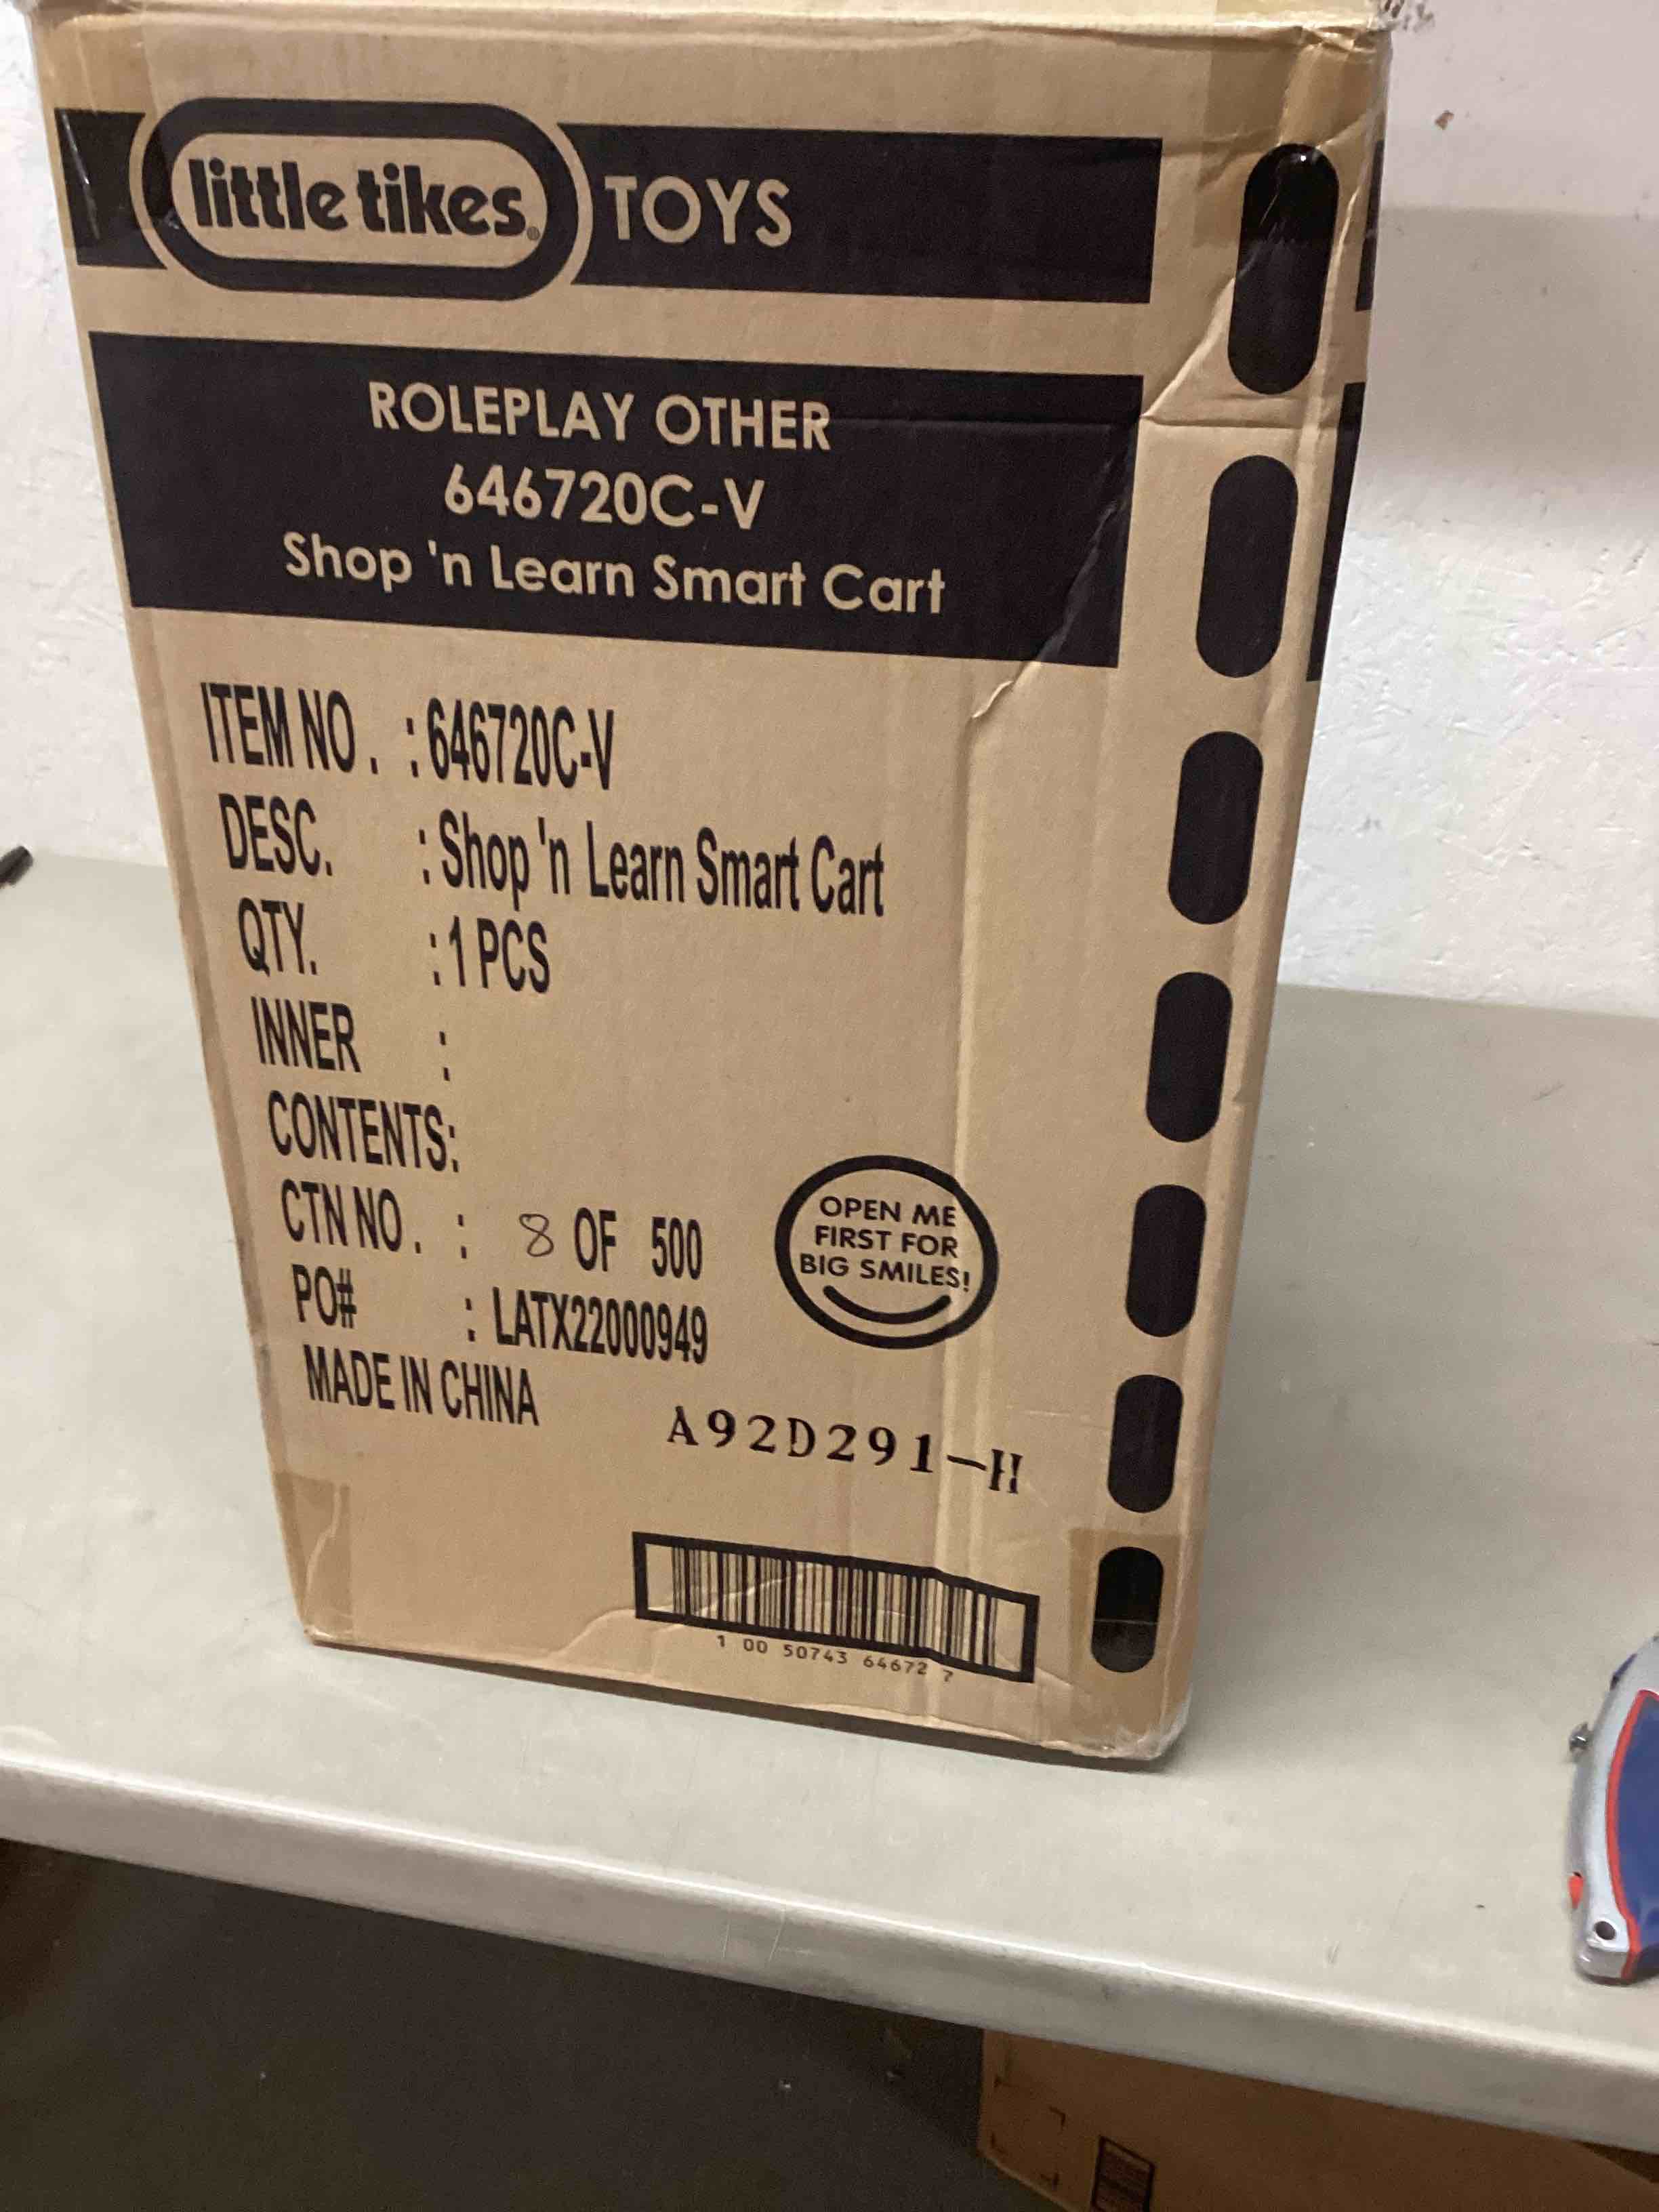 little tikes® TOYS
ROLEPLAY OTHER
646720C-V
Shop 'n Learn Smart Cart
ITEM NO. : 646720C-V
DESC. : Shop 'n Learn Smart Cart
QTY. : 1 PCS
INNER :
CONTENTS:
CTN NO. : 8 OF 500
PO# : LATX22000949
MADE IN CHINA
OPEN ME
FIRST FOR
BIG SMILES!
A92D291-H
1 00 50743 64672 7